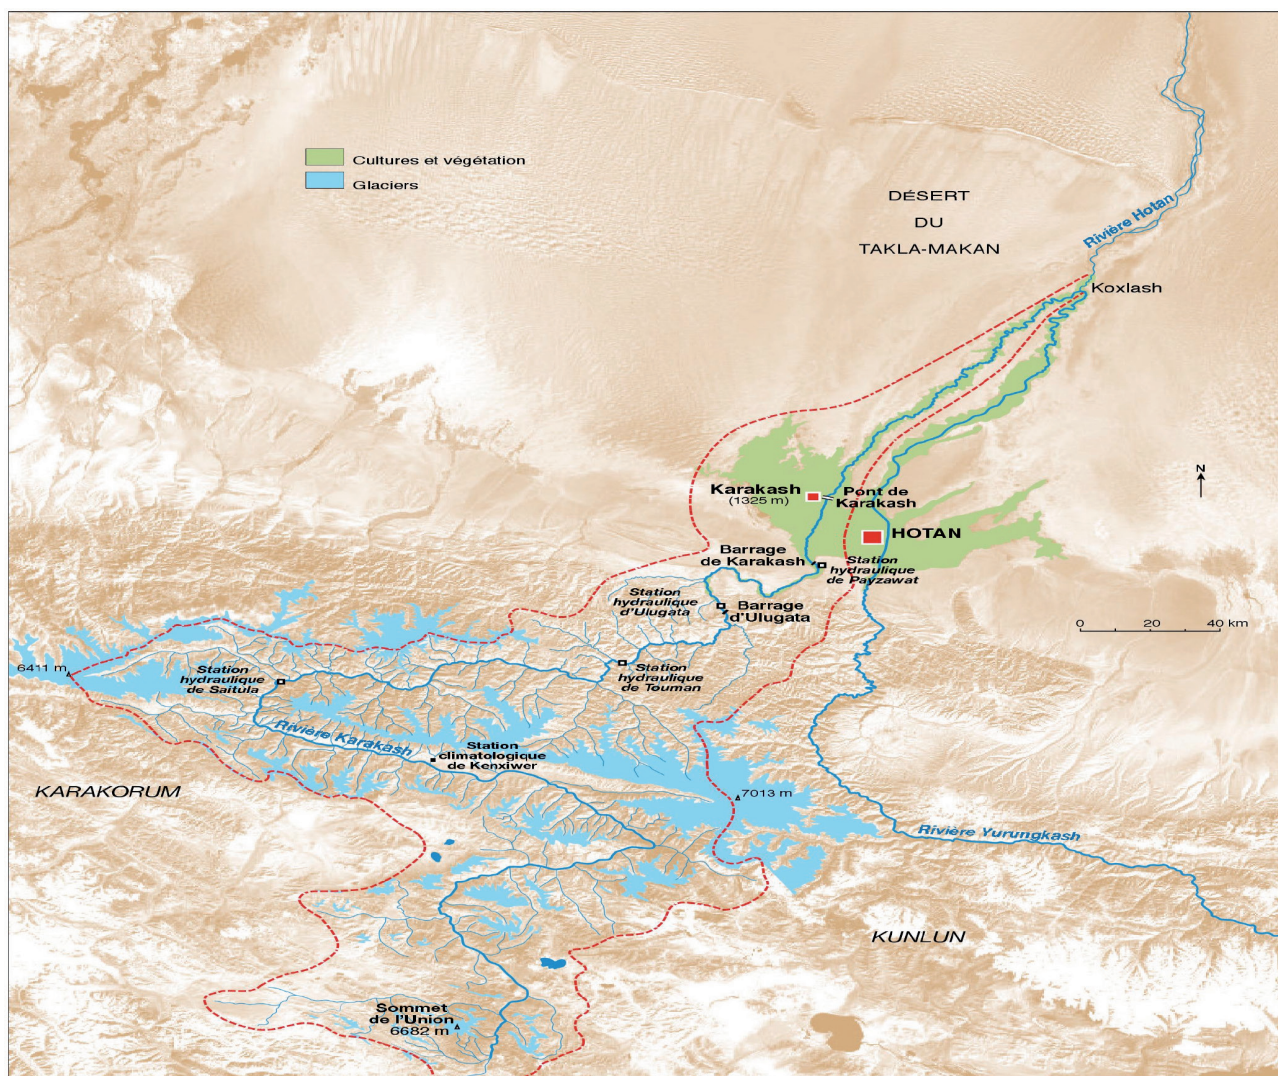 Cultures et végétation
Glaciers
DÉSERT
DU
TAKLA-MAKAN
Rivière Hotan
Koxlash
N
Karakash
(1325 m)
Pont de
Karakash
HOTAN
Barrage
de Karakash
Station
hydraulique
de Payzawat
Station
hydraulique
d'Ulugata
Barrage
d'Ulugata
0 20 40 km
6411 m
Station
hydraulique
de Saitula
Station
hydraulique
de Touman
Rivière Karakash
Station
climatologique
de Kenxiwer
KARAKORUM
7013 m
Rivière Yurungkash
KUNLUN
Sommet
de l'Union
6682 m